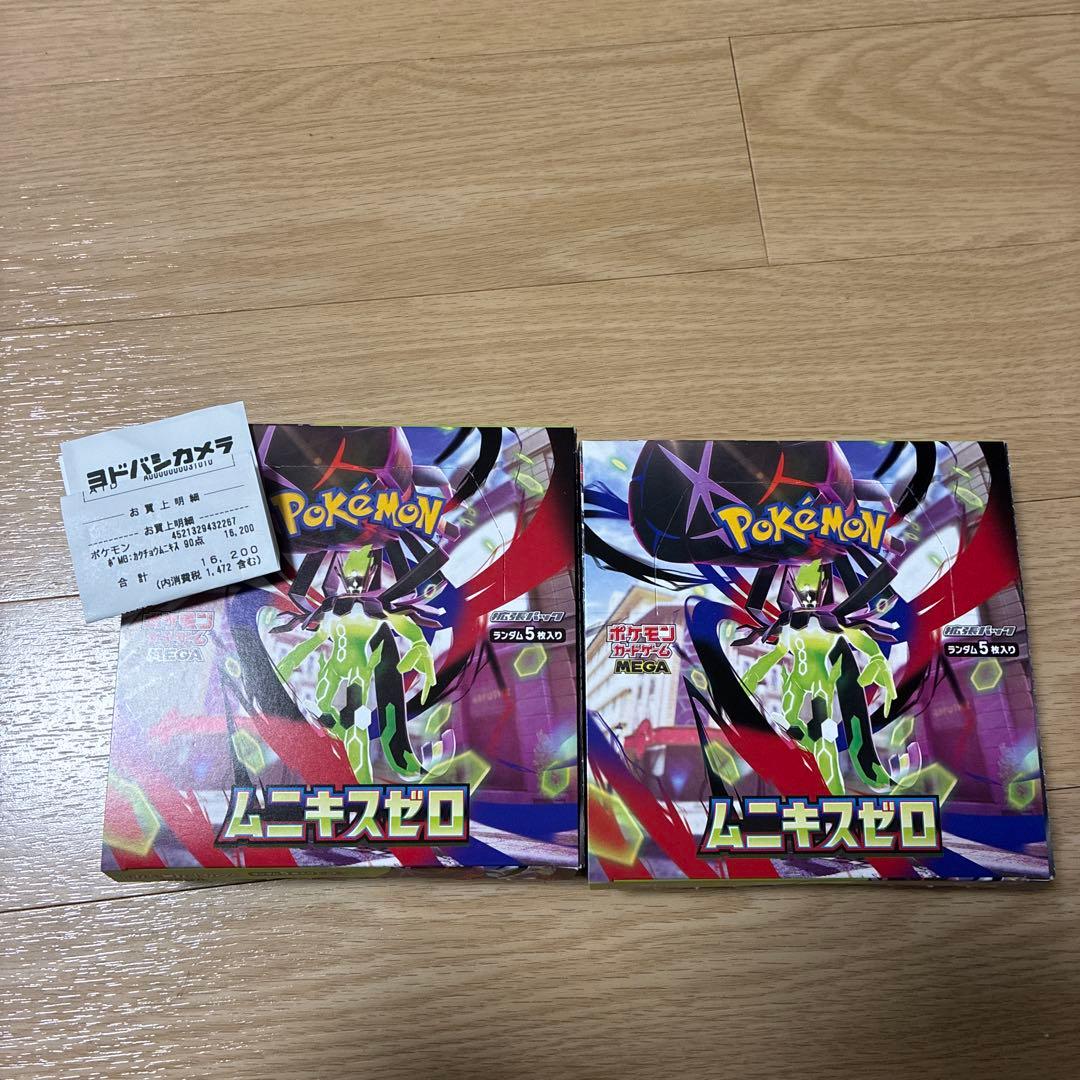 ヨドバシカメラ
お買上明細
お買上明細
4521329432267
ポケモン 16,200
ﾎﾟMG:ｶｸﾁｮｳﾑﾆｷｽ 90点
合計 16,200
(内消費税 1,472 含む)
POKéMON
拡張パック
ランダム5枚入り
ポケモン
カードゲーム
MEGA
ムニキスゼロ
POKéMON
拡張パック
ランダム5枚入り
ポケモン
カードゲーム
MEGA
ムニキスゼロ